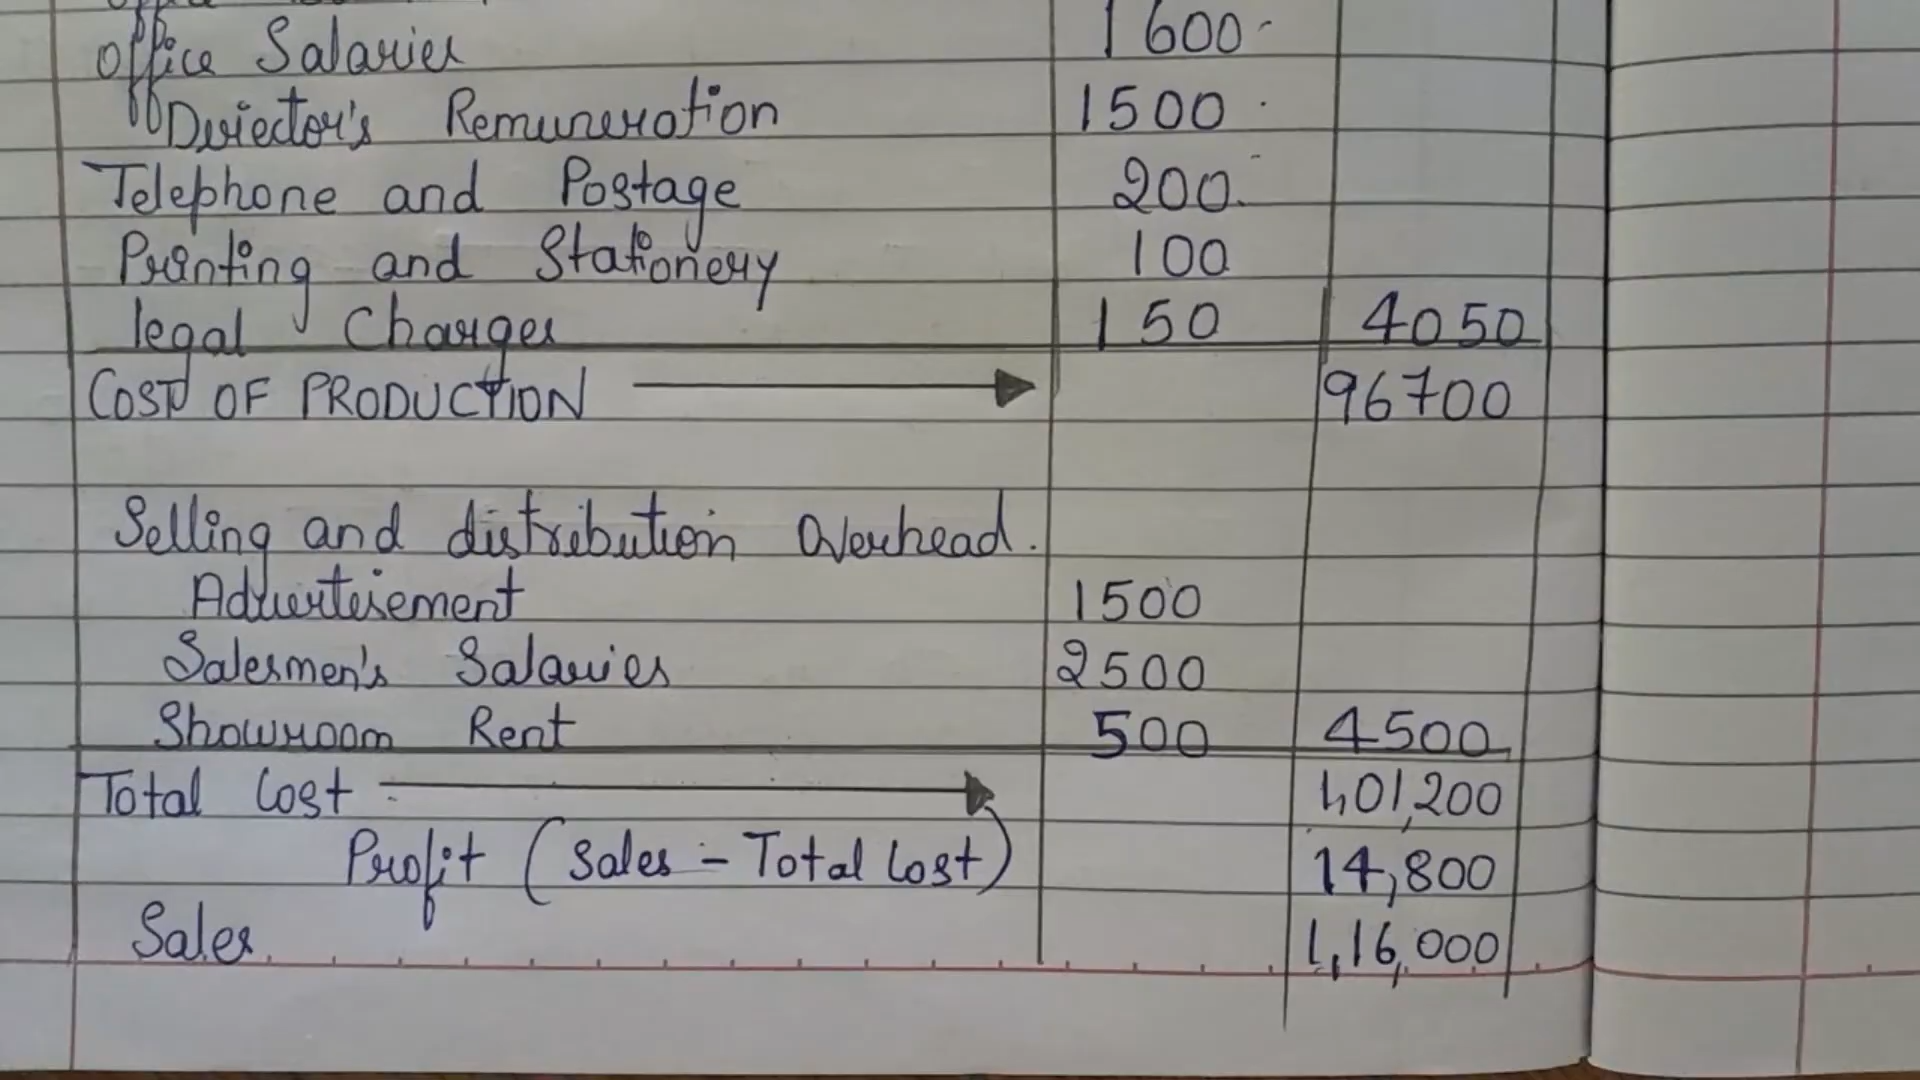 Office Salaries 1600
Director's Remuneration 1500
Telephone and Postage 200
Printing and Stationery 100
legal Charges 150 4050
COST OF PRODUCTION 96700
Selling and distribution Overhead.
Advertisement 1500
Salesmen's Salaries 2500
Showroom Rent 500 4500
Total Cost 1,01,200
Profit (Sales - Total Cost) 14,800
Sales 1,16,000